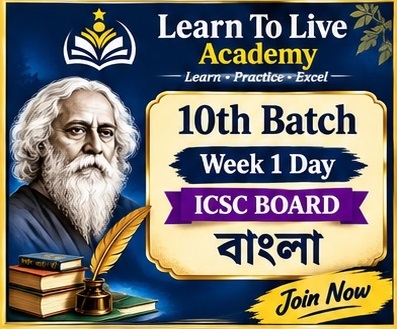 Learn To Live
Academy
Learn • Practice • Excel
10th Batch
Week 1 Day
ICSC BOARD
বাংলা
Join Now